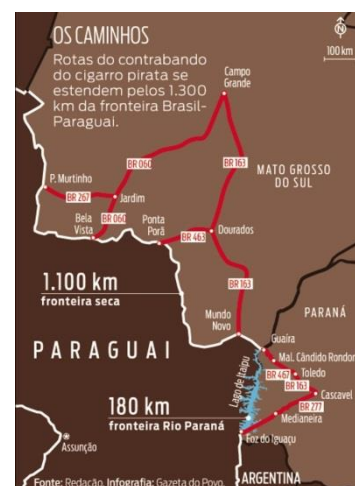 OS CAMINHOS
Rotas do contrabando
do cigarro pirata se
estendem pelos 1.300
km da fronteira Brasil-
Paraguai.
N
100 km
Campo
Grande
BR 060
BR 163
MATO GROSSO
DO SUL
P. Murtinho
BR 267
Jardim
Bela
Vista
BR 060
Ponta
Porã
BR 463
Dourados
1.100 km
fronteira seca
BR 163
Mundo
Novo
PARANÁ
PARAGUAI
Guaíra
Mal. Cândido Rondon
BR 467
Toledo
BR 163
Cascavel
Lago de Itaipu
BR 277
180 km
fronteira Rio Paraná
Medianeira
Foz do Iguaçu
Assunção
ARGENTINA
Fonte: Redação. Infografia: Gazeta do Povo.